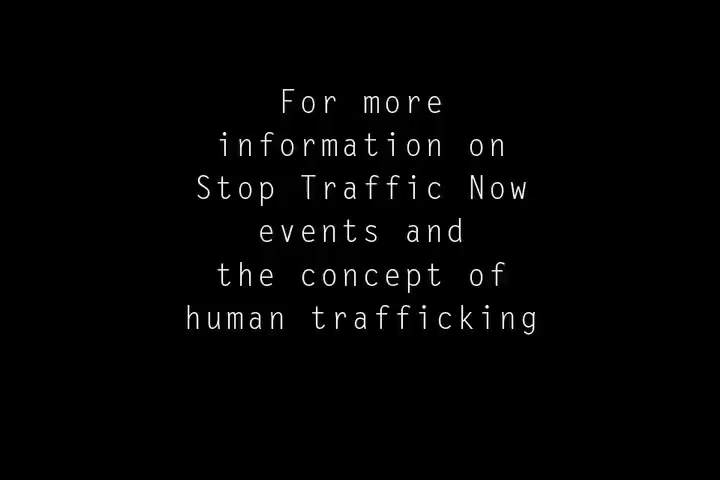 For more
information on
Stop Traffic Now
events and
the concept of
human trafficking